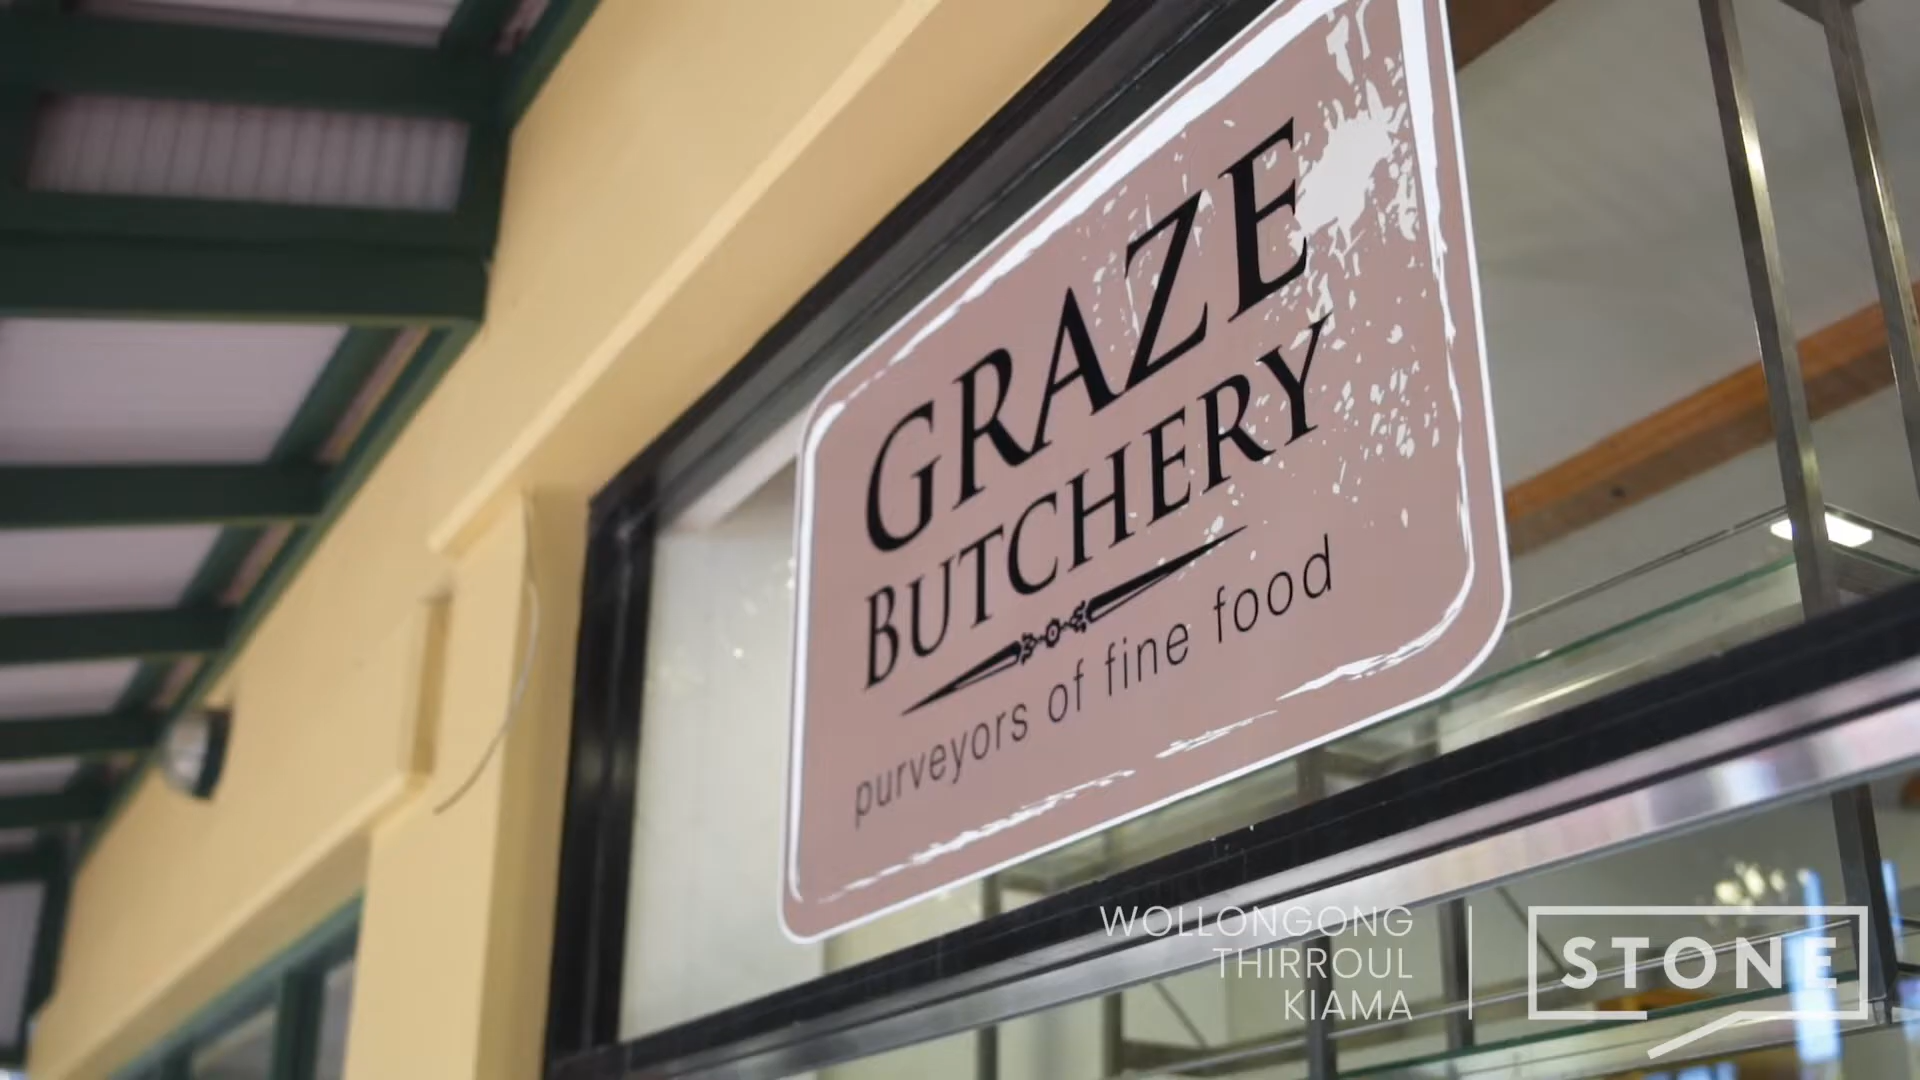 GRAZE
BUTCHERY
purveyors of fine food
WOLLONGONG
THIRROUL
KIAMA
STONE